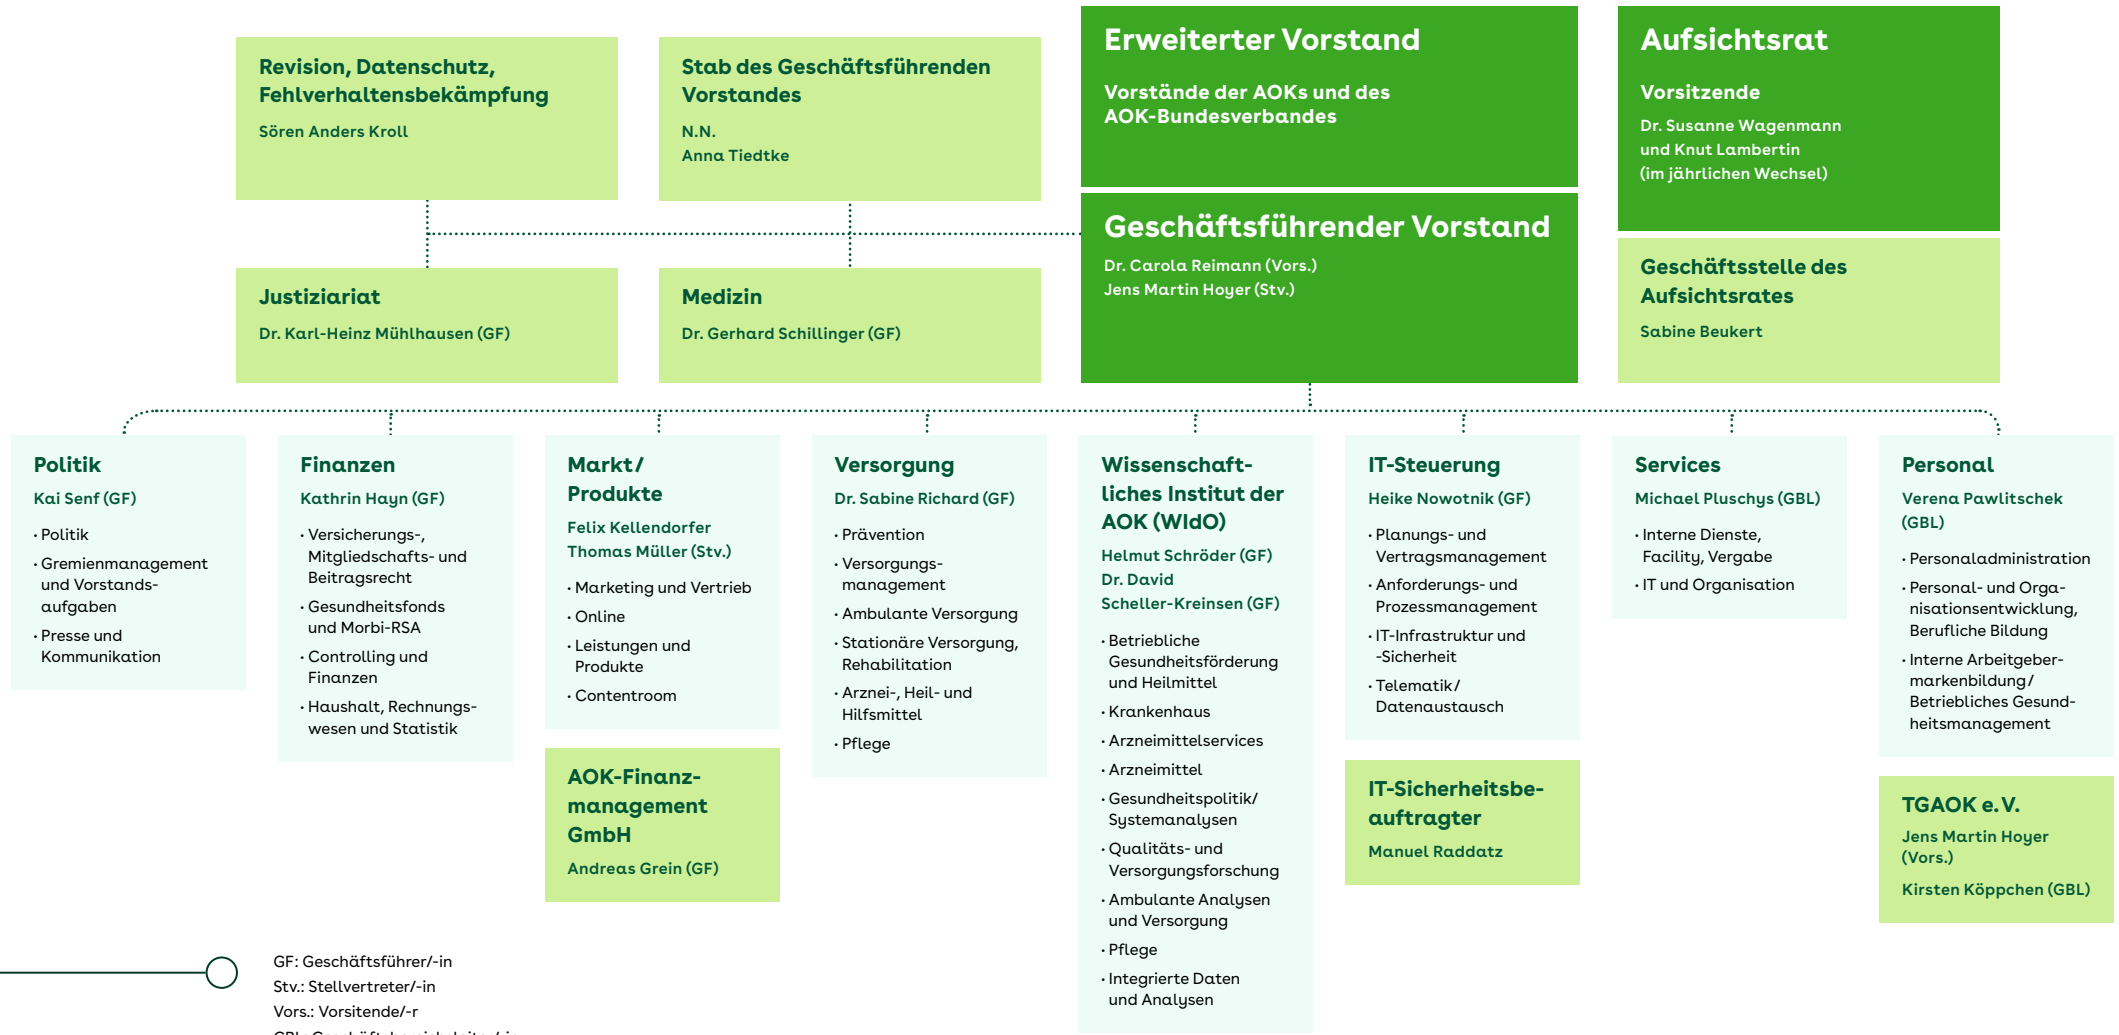 Revision, Datenschutz,
Fehlverhaltensbekämpfung
Sören Anders Kroll
Stab des Geschäftsführenden
Vorstandes
N.N.
Anna Tiedtke
Erweiterter Vorstand
Vorstände der AOKs und des
AOK-Bundesverbandes
Aufsichtsrat
Vorsitzende
Dr. Susanne Wagenmann
und Knut Lambertin
(im jährlichen Wechsel)
Geschäftsführender Vorstand
Dr. Carola Reimann (Vors.)
Jens Martin Hoyer (Stv.)
Geschäftsstelle des
Aufsichtsrates
Sabine Beukert
Justiziariat
Dr. Karl-Heinz Mühlhausen (GF)
Medizin
Dr. Gerhard Schillinger (GF)
Politik
Kai Senf (GF)
· Politik
· Gremienmanagement
und Vorstands-
aufgaben
· Presse und
Kommunikation
Finanzen
Kathrin Hayn (GF)
· Versicherungs-,
Mitgliedschafts- und
Beitragsrecht
· Gesundheitsfonds
und Morbi-RSA
· Controlling und
Finanzen
· Haushalt, Rechnungs-
wesen und Statistik
Markt/
Produkte
Felix Kellendorfer
Thomas Müller (Stv.)
· Marketing und Vertrieb
· Online
· Leistungen und
Produkte
· Contentroom
AOK-Finanz-
management
GmbH
Andreas Grein (GF)
Versorgung
Dr. Sabine Richard (GF)
· Prävention
· Versorgungs-
management
· Ambulante Versorgung
· Stationäre Versorgung,
Rehabilitation
· Arznei-, Heil- und
Hilfsmittel
· Pflege
Wissenschaft-
liches Institut der
AOK (WIdO)
Helmut Schröder (GF)
Dr. David
Scheller-Kreinsen (GF)
· Betriebliche
Gesundheitsförderung
und Heilmittel
· Krankenhaus
· Arzneimittelservices
· Arzneimittel
· Gesundheitspolitik/
Systemanalysen
· Qualitäts- und
Versorgungsforschung
· Ambulante Analysen
und Versorgung
· Pflege
· Integrierte Daten
und Analysen
IT-Steuerung
Heike Nowotnik (GF)
· Planungs- und
Vertragsmanagement
· Anforderungs- und
Prozessmanagement
· IT-Infrastruktur und
-Sicherheit
· Telematik/
Datenaustausch
IT-Sicherheitsbe-
auftragter
Manuel Raddatz
Services
Michael Pluschys (GBL)
· Interne Dienste,
Facility, Vergabe
· IT und Organisation
Personal
Verena Pawlitschek
(GBL)
· Personaladministration
· Personal- und Orga-
nisationsentwicklung,
Berufliche Bildung
· Interne Arbeitgeber-
markenbildung/
Betriebliches Gesund-
heitsmanagement
TGAOK e. V.
Jens Martin Hoyer
(Vors.)
Kirsten Köppchen (GBL)
GF: Geschäftsführer/-in
Stv.: Stellvertreter/-in
Vors.: Vorsitende/-r
GBL: Geschäftsbereichsleiter/-in